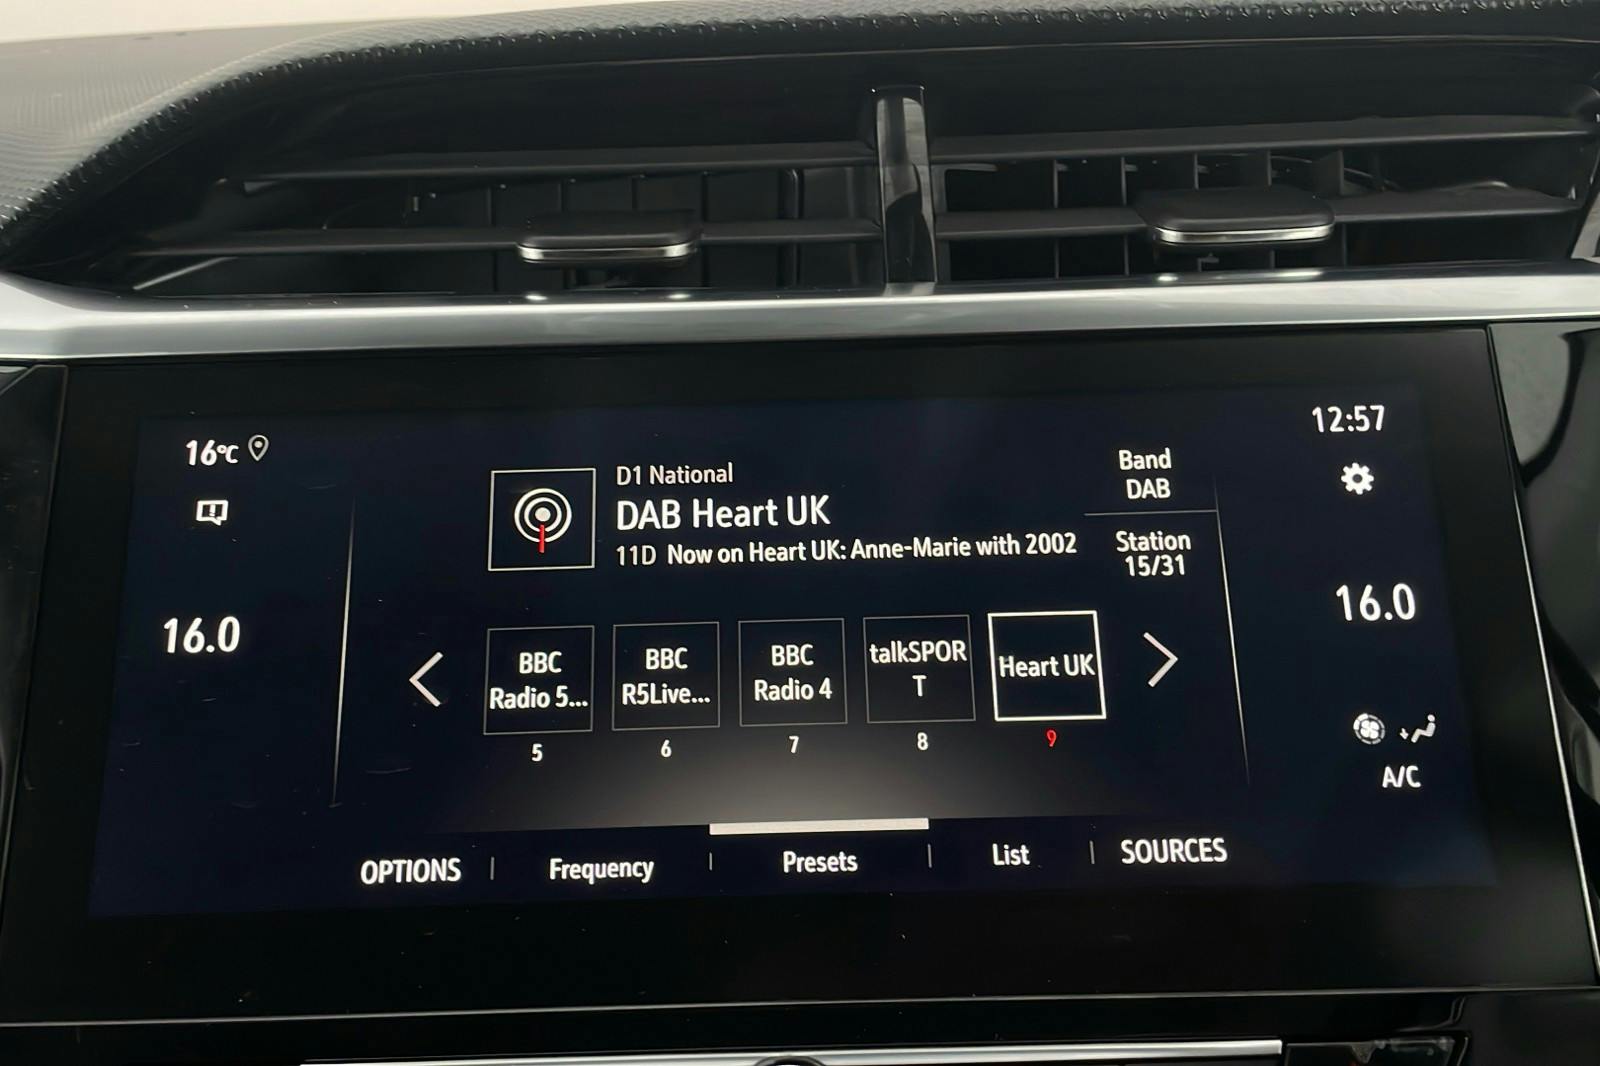 16°C
12:57
D1 National
DAB Heart UK
11D Now on Heart UK: Anne-Marie with 2002
Band
DAB
Station
15/31
16.0
16.0
BBC
Radio 5...
BBC
R5Live...
BBC
Radio 4
talkSPOR
T
Heart UK
5
6
7
8
9
A/C
OPTIONS
Frequency
Presets
List
SOURCES